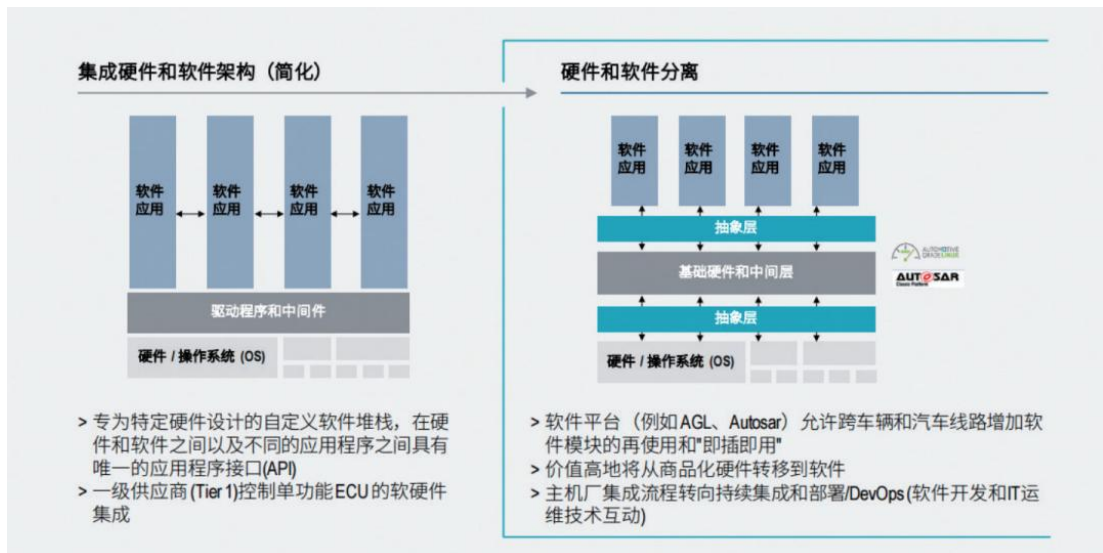 集成硬件和软件架构（简化）
软件
应用
软件
应用
软件
应用
软件
应用
驱动程序和中间件
硬件 / 操作系统 (OS)
> 专为特定硬件设计的自定义软件堆栈，在硬
件和软件之间以及不同的应用程序之间具有
唯一的应用程序接口(API)
> 一级供应商 (Tier 1)控制单功能ECU的软硬件
集成
硬件和软件分离
软件
应用
软件
应用
软件
应用
软件
应用
抽象层
基础硬件和中间层
抽象层
硬件 / 操作系统 (OS)
AUTOMOTIVE
GRADE LINUX
AUTOSAR
Classic Platform
> 软件平台（例如 AGL、Autosar）允许跨车辆和汽车线路增加软
件模块的再使用和"即插即用"
> 价值高地将从商品化硬件转移到软件
> 主机厂集成流程转向持续集成和部署/DevOps (软件开发和IT运
维技术互动)